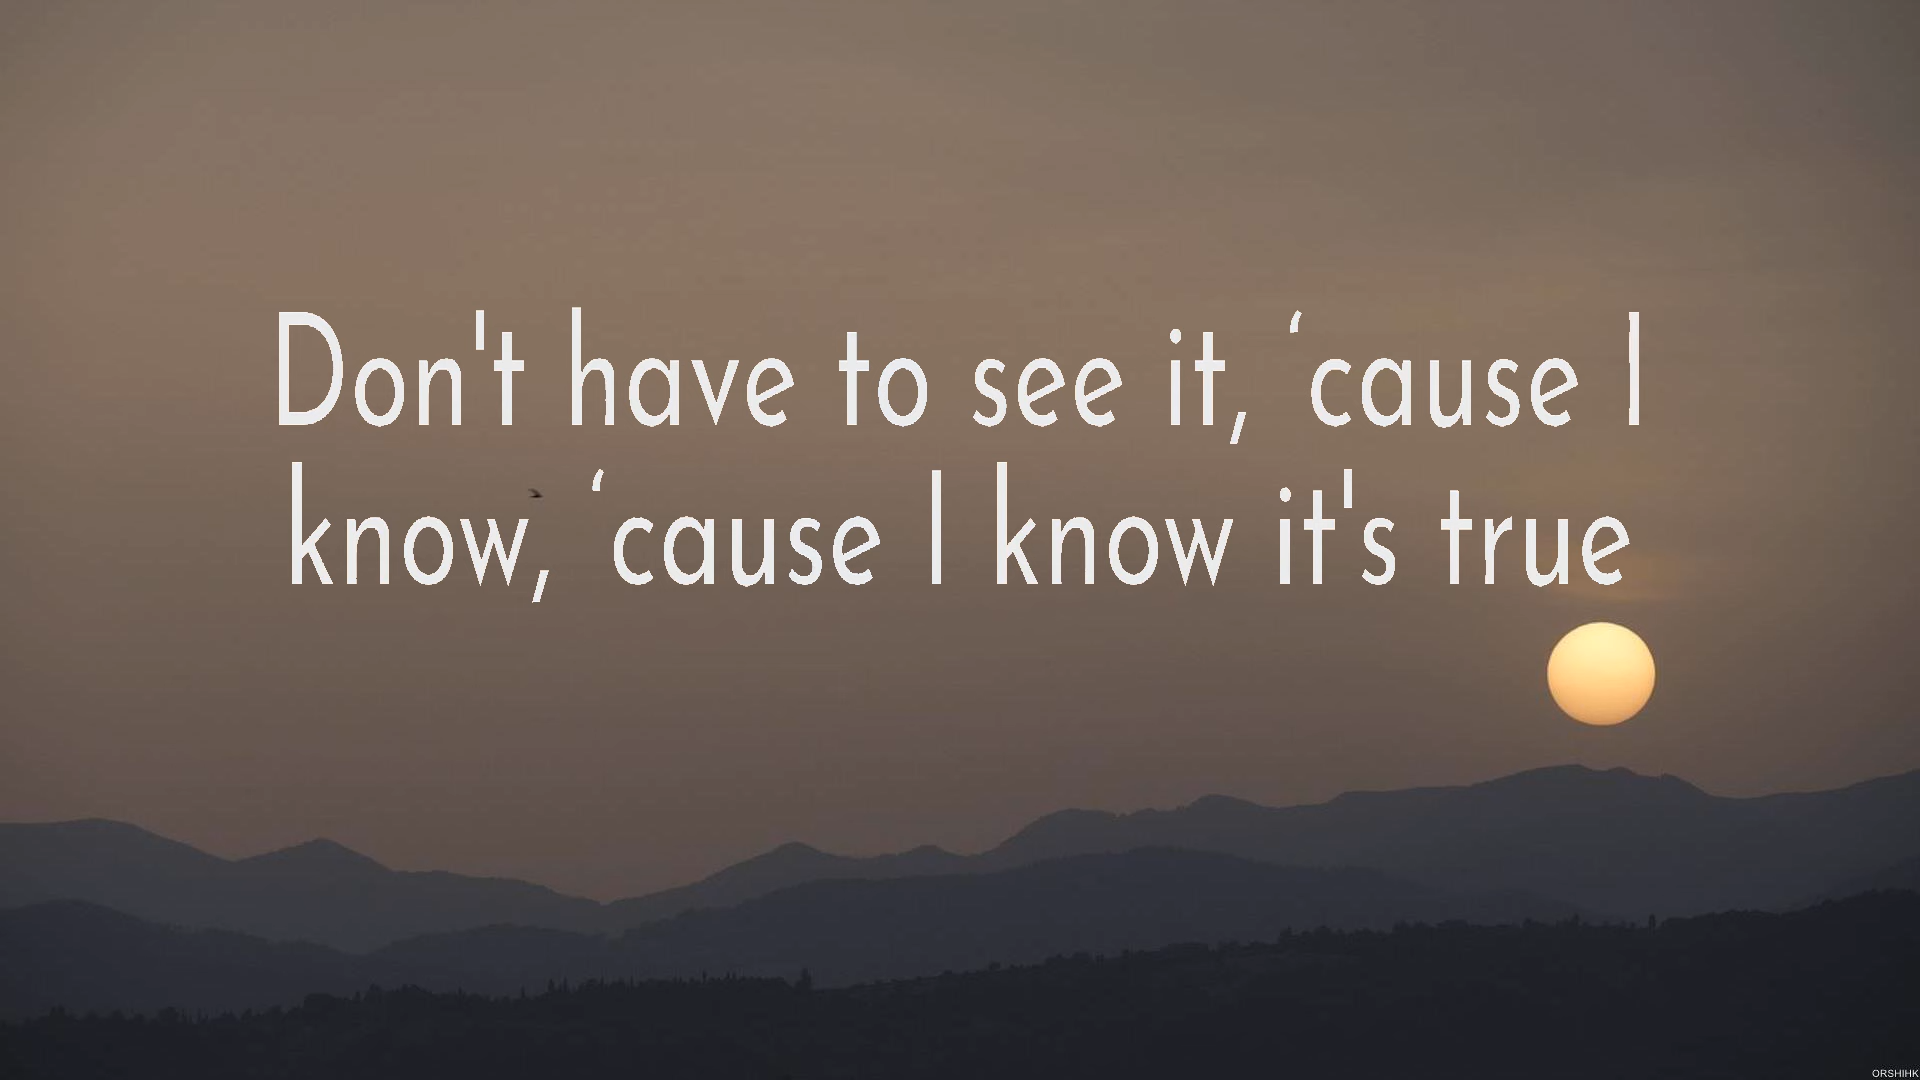 Don't have to see it, ‘cause I
know, ‘cause I know it's true
ORSHIHK